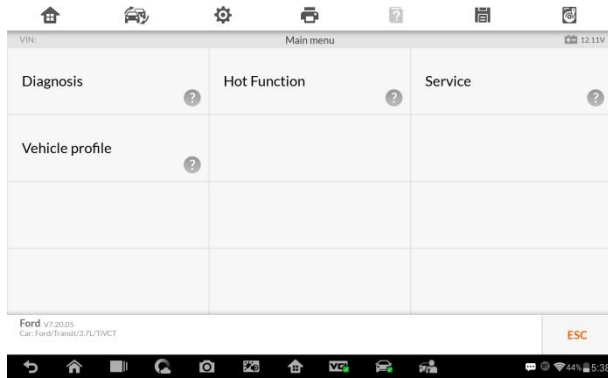 VIN:
Main menu
12.11V
Diagnosis
Hot Function
Service
Vehicle profile
Ford V7.20.05
Car: Ford/Transit/3.7L/TiVCT
ESC
VCI
44% 5:38